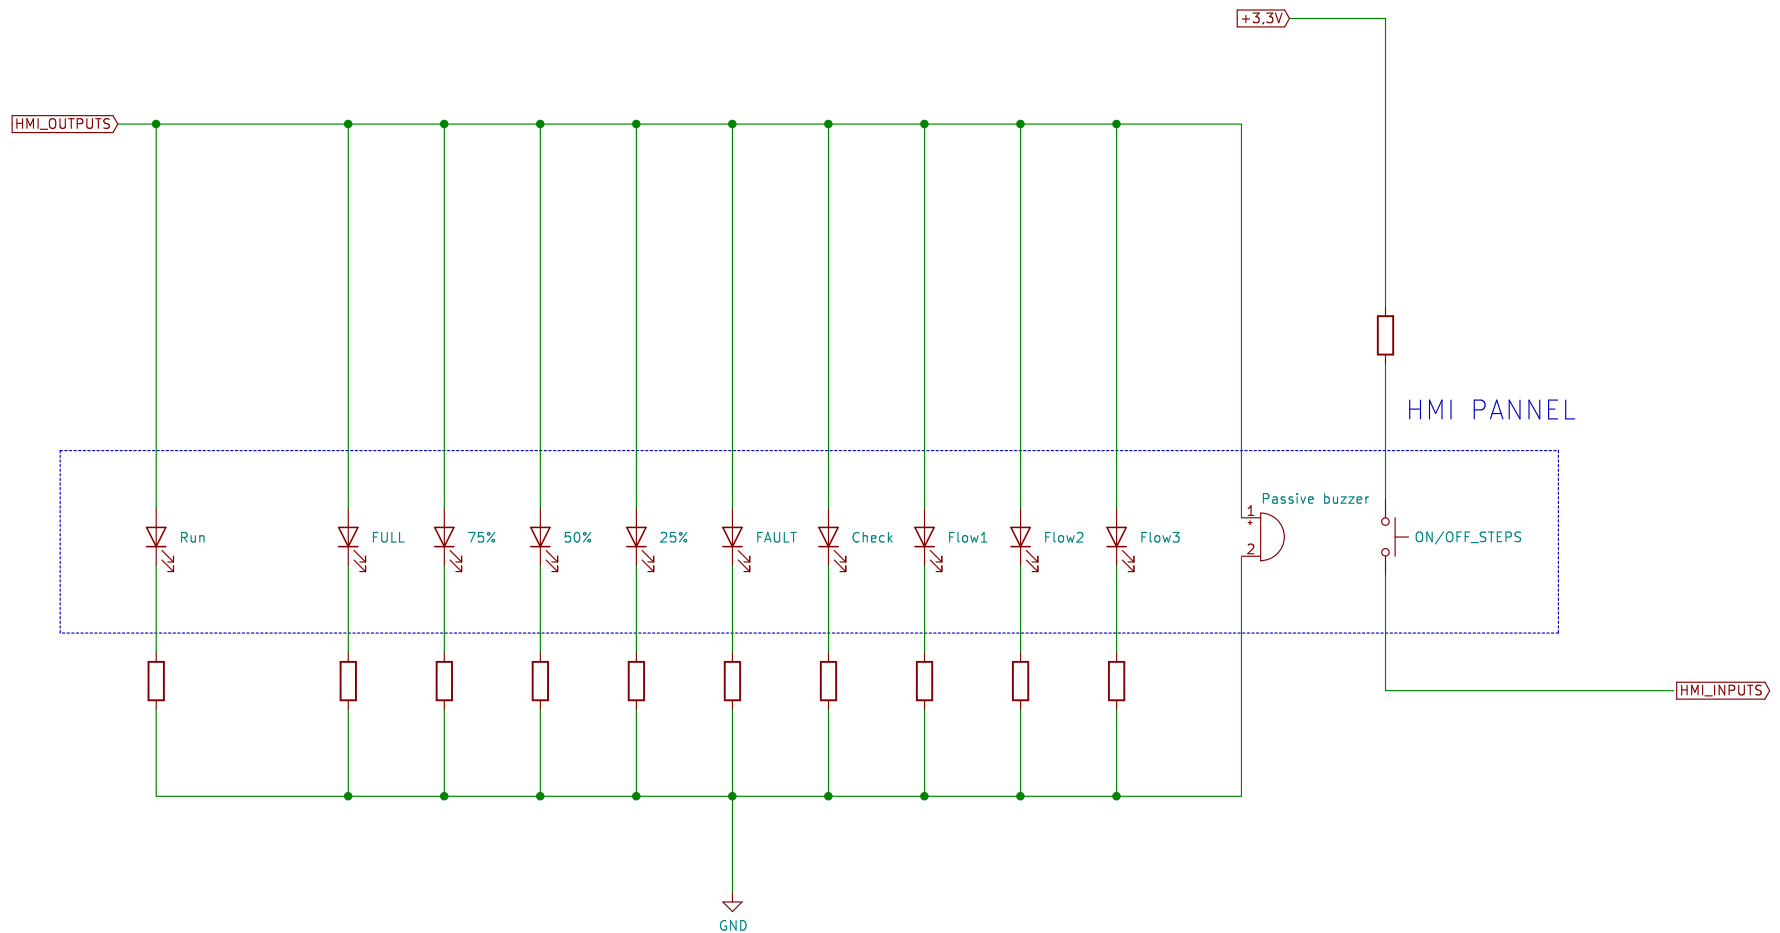 +3,3V
HMI_OUTPUTS
HMI PANNEL
Passive buzzer
1
+
Run
FULL
75%
50%
25%
FAULT
Check
Flow1
Flow2
Flow3
2
ON/OFF_STEPS
HMI_INPUTS
GND